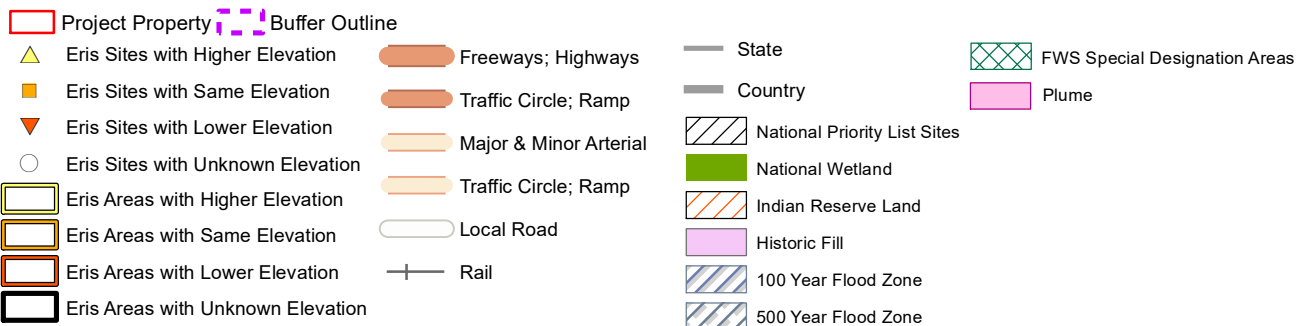 Project Property
Buffer Outline
Eris Sites with Higher Elevation
Eris Sites with Same Elevation
Eris Sites with Lower Elevation
Eris Sites with Unknown Elevation
Eris Areas with Higher Elevation
Eris Areas with Same Elevation
Eris Areas with Lower Elevation
Eris Areas with Unknown Elevation
Freeways; Highways
Traffic Circle; Ramp
Major & Minor Arterial
Traffic Circle; Ramp
Local Road
Rail
State
Country
National Priority List Sites
National Wetland
Indian Reserve Land
Historic Fill
100 Year Flood Zone
500 Year Flood Zone
FWS Special Designation Areas
Plume